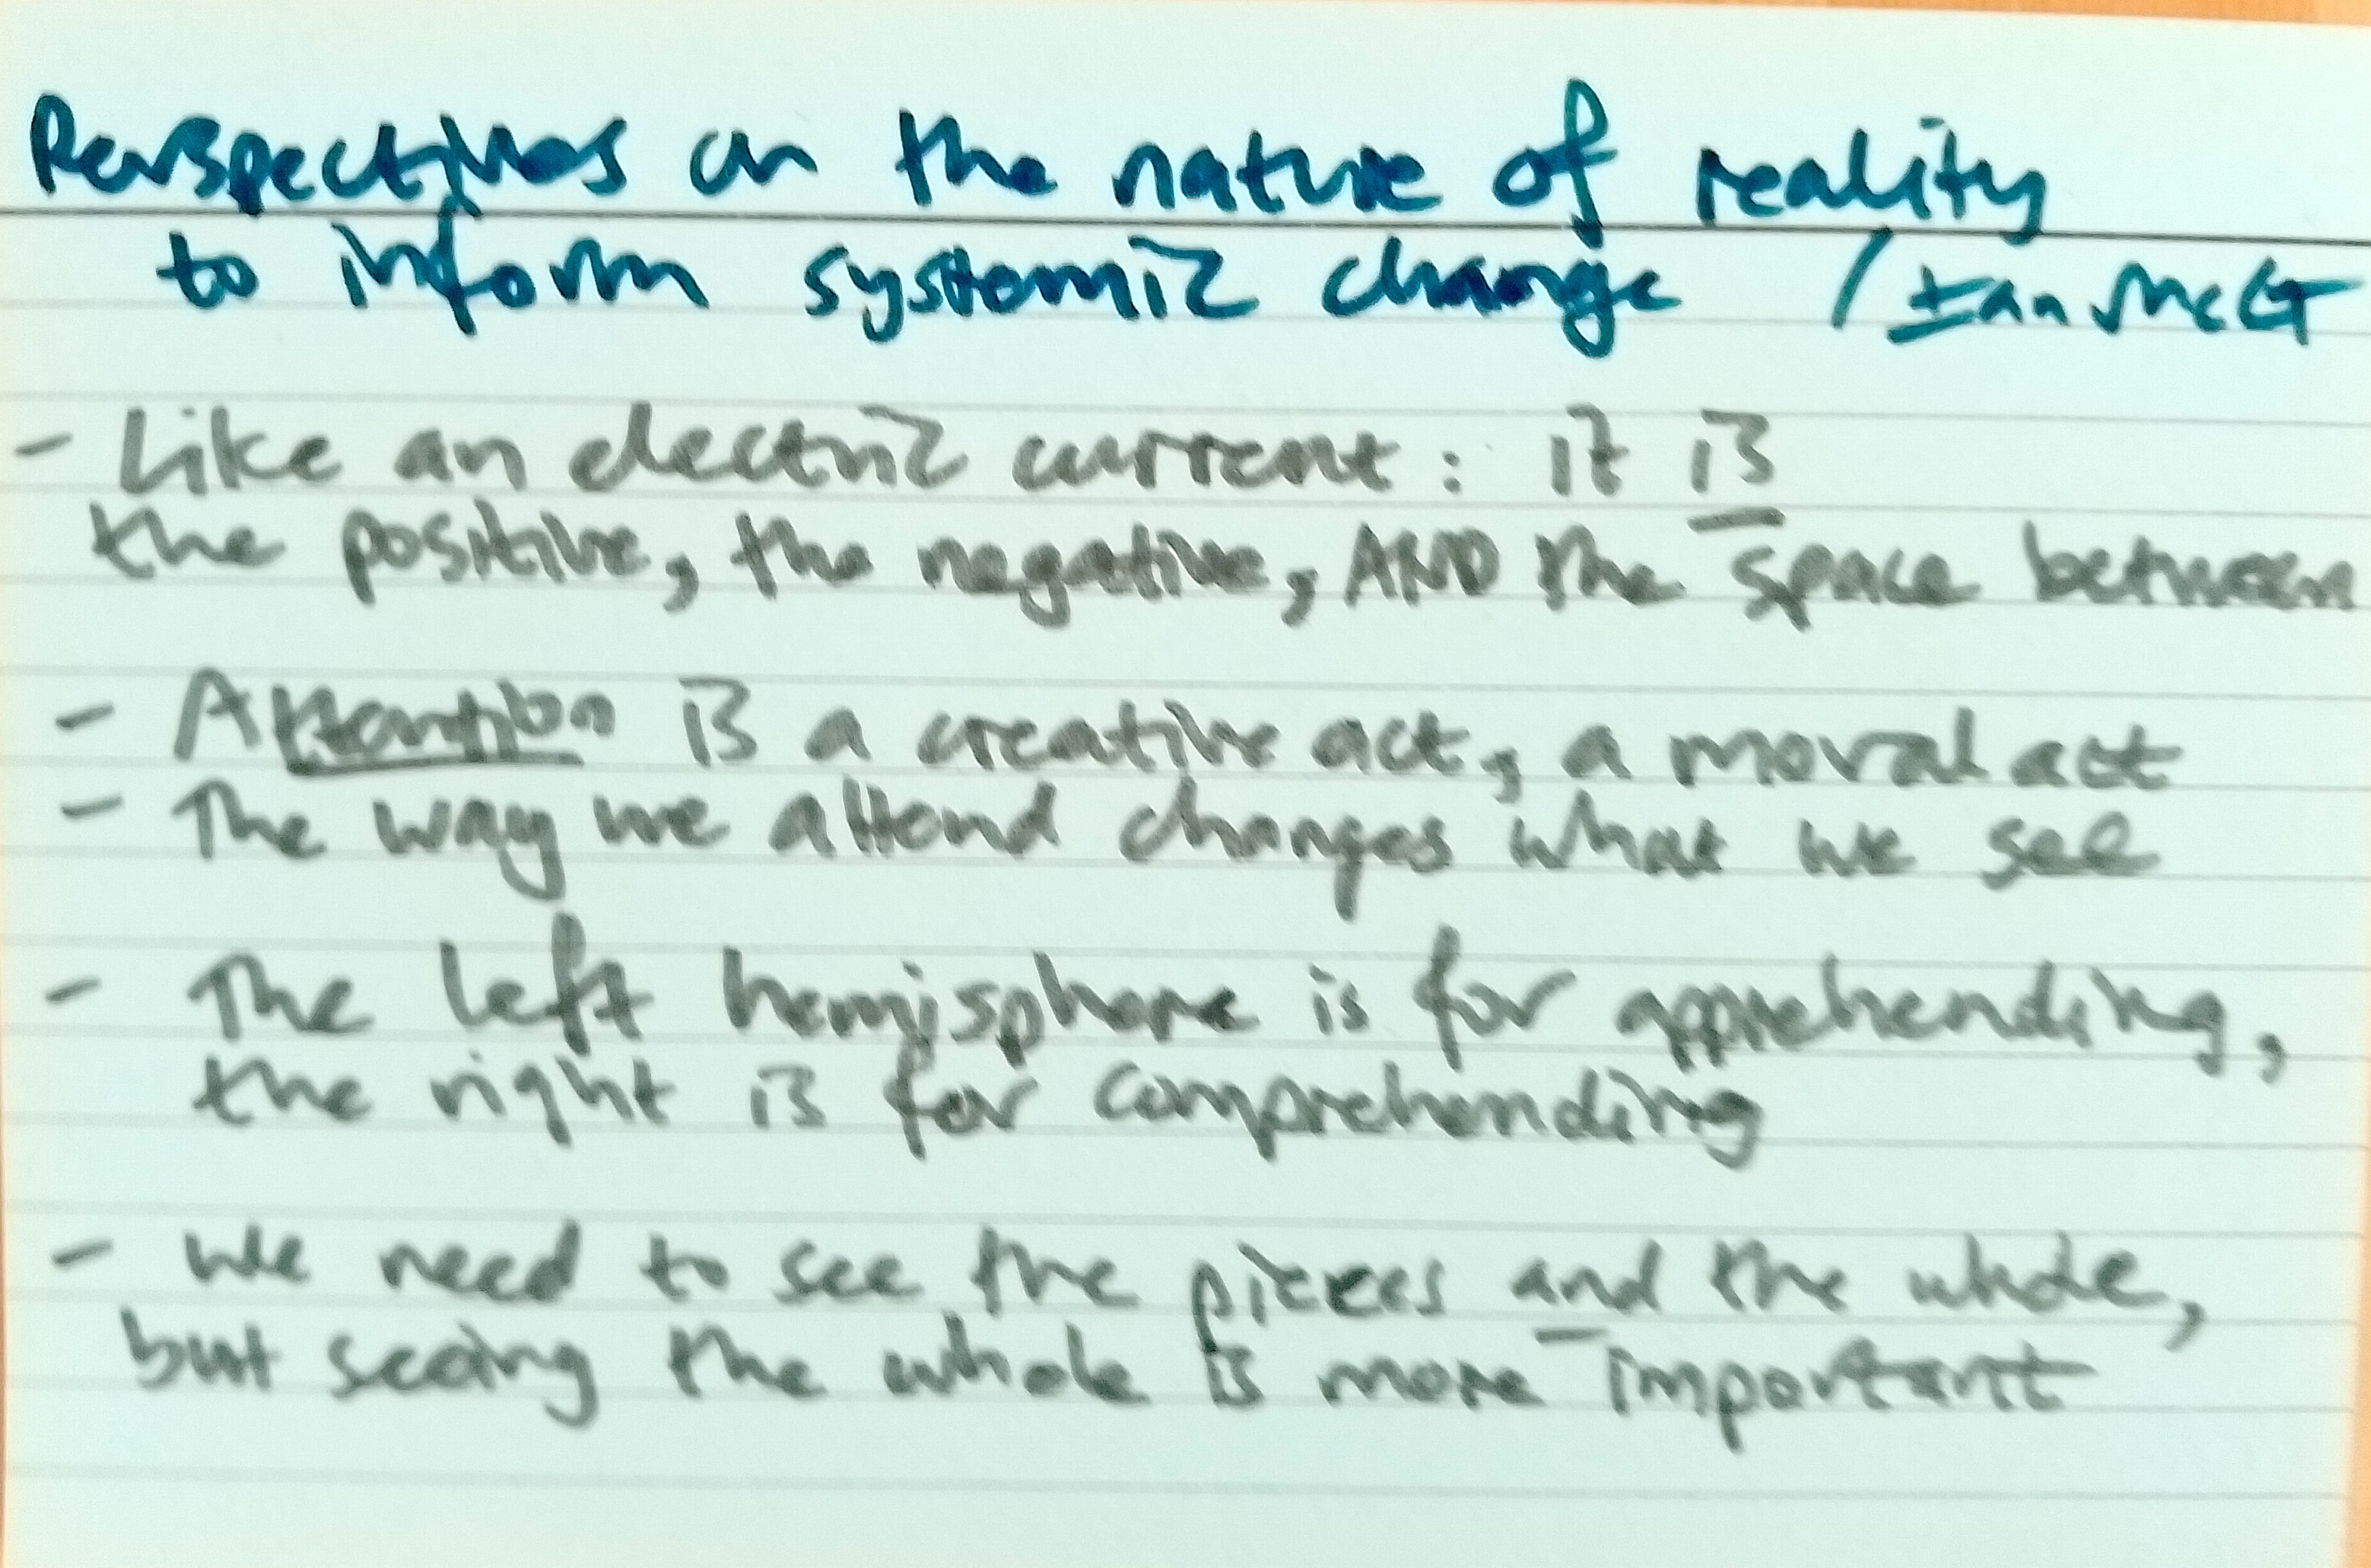 Perspectives on the nature of reality
to inform systemic change / Ian McG
- Like an electric current: it is
the positive, the negative, AND the space between
- Attention is a creative act, a moral act
- The way we attend changes what we see
- The left hemisphere is for apprehending,
the right is for comprehending
- We need to see the pieces and the whole,
but seeing the whole is more important